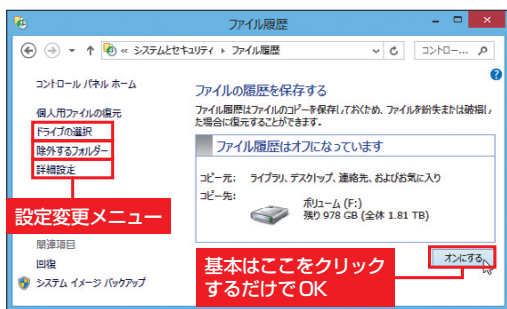 ファイル履歴
« システムとセキュリティ ▸ ファイル履歴
コントロー...
コントロール パネル ホーム
個人用ファイルの復元
ドライブの選択
除外するフォルダー
詳細設定
設定変更メニュー
関連項目
回復
システム イメージ バックアップ
ファイルの履歴を保存する
ファイル履歴はファイルのコピーを保存しておくため、ファイルを紛失または破損し
た場合に復元することができます。
ファイル履歴はオフになっています
コピー元: ライブラリ、デスクトップ、連絡先、およびお気に入り
コピー先:
ボリューム (F:)
残り 978 GB (全体 1.81 TB)
オンにする
基本はここをクリック
するだけでOK